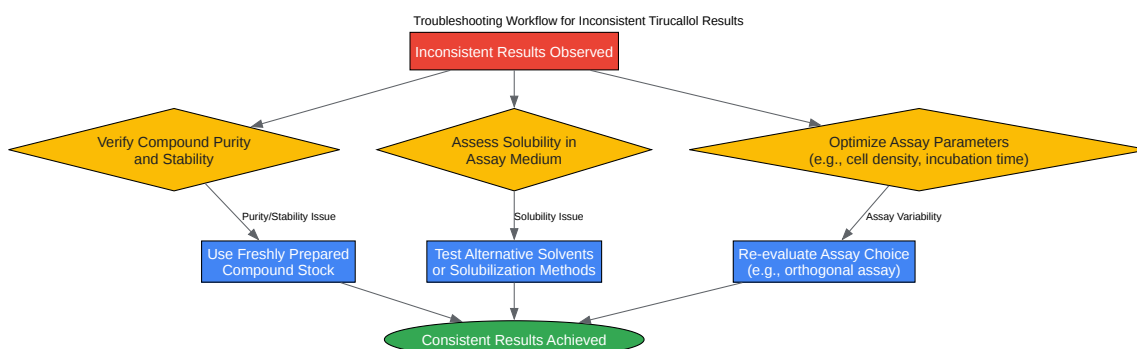 Troubleshooting Workflow for Inconsistent Tirucallol Results
Inconsistent Results Observed
Verify Compound Purity
and Stability
Assess Solubility in
Assay Medium
Optimize Assay Parameters
(e.g., cell density, incubation time)
Purity/Stability Issue
Solubility Issue
Assay Variability
Use Freshly Prepared
Compound Stock
Test Alternative Solvents
or Solubilization Methods
Re-evaluate Assay Choice
(e.g., orthogonal assay)
Consistent Results Achieved